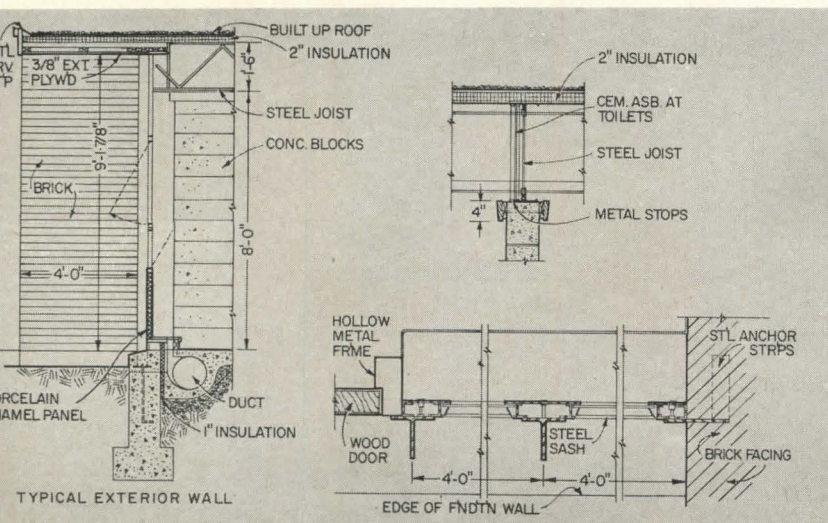 BUILT UP ROOF
2" INSULATION
3/8" EXT
PLYWD
1'-6"
STEEL JOIST
CONC. BLOCKS
9'-1-7/8"
BRICK
8'-0"
4'-0"
DUCT
1" INSULATION
TYPICAL EXTERIOR WALL
2" INSULATION
CEM. ASB. AT
TOILETS
STEEL JOIST
4"
METAL STOPS
HOLLOW
METAL
FRME
STL ANCHOR
STRPS
WOOD
DOOR
STEEL
SASH
BRICK FACING
4'-0"
4'-0"
EDGE OF FNDTN WALL